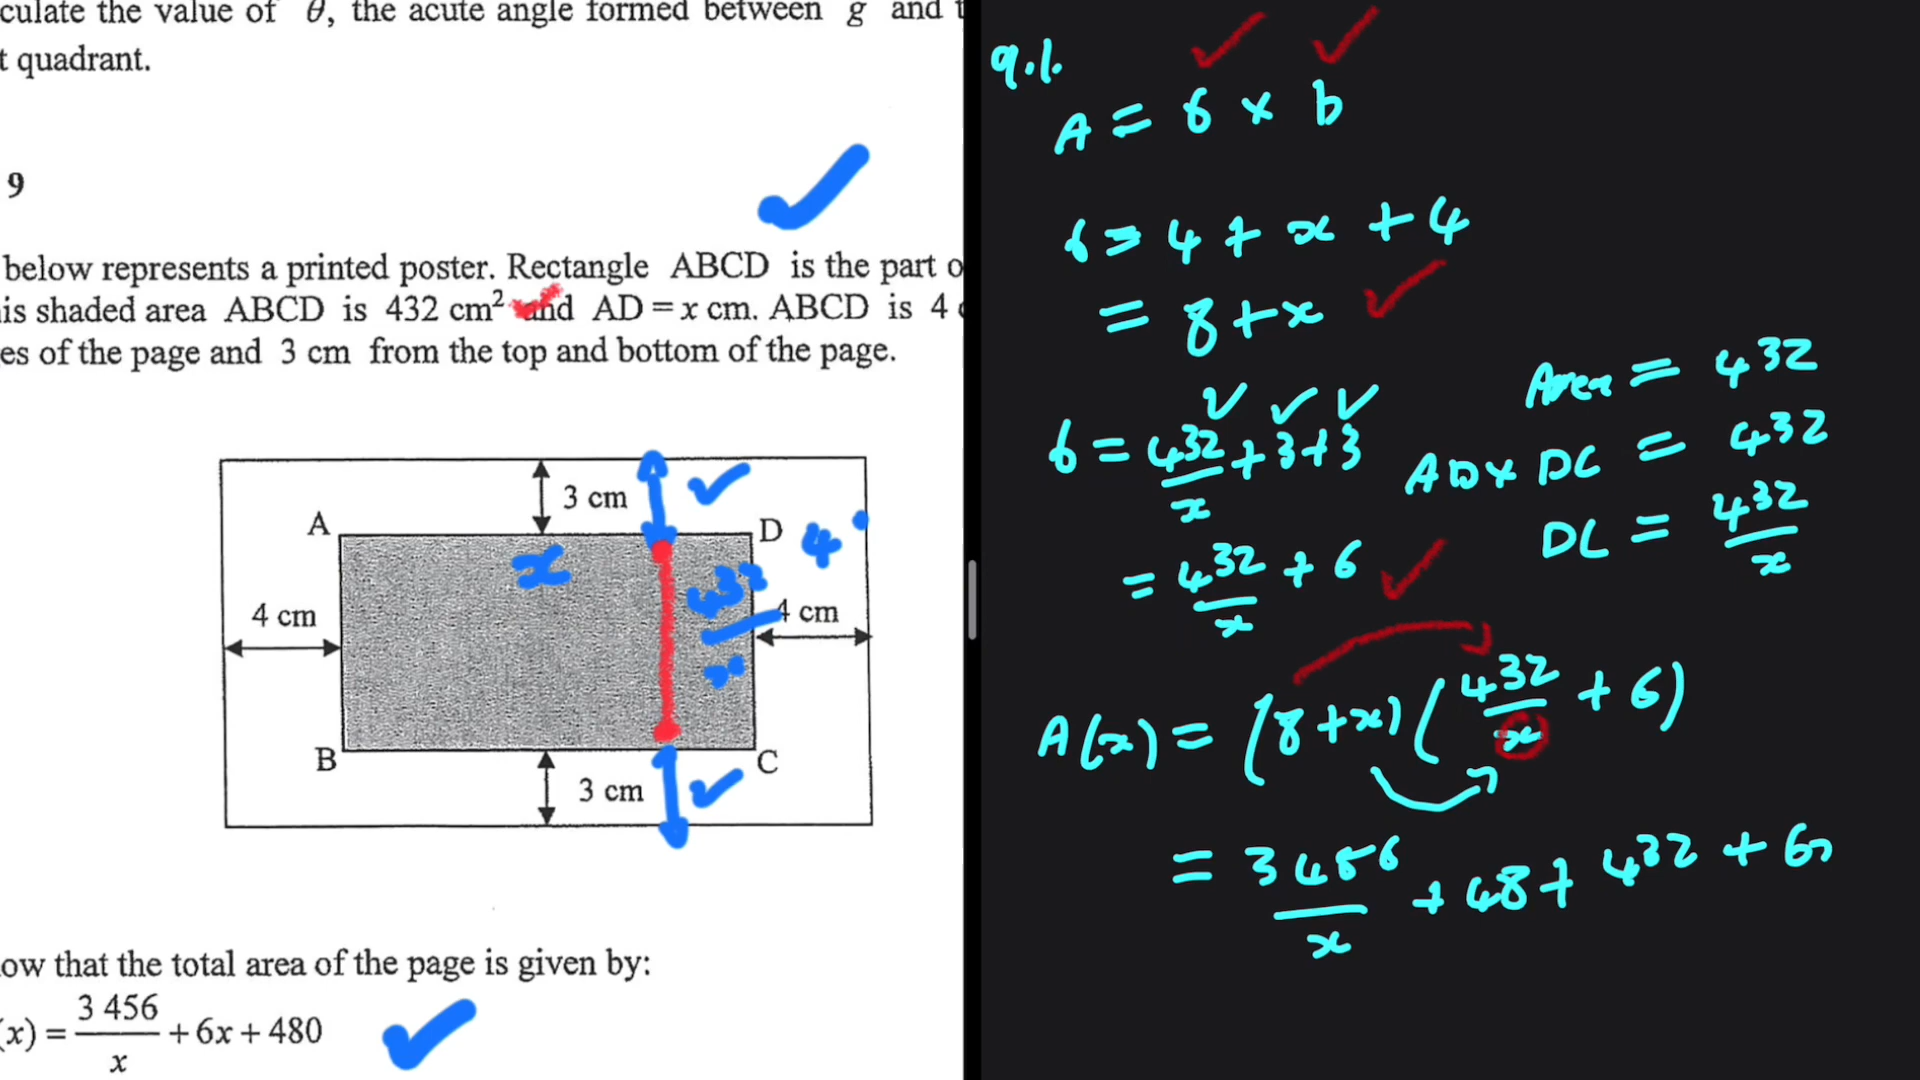 culate the value of θ, the acute angle formed between g and t
t quadrant.
9
below represents a printed poster. Rectangle ABCD is the part o
is shaded area ABCD is 432 cm² and AD = x cm. ABCD is 4 c
es of the page and 3 cm from the top and bottom of the page.
3 cm
A
D
4
x
432
x
4 cm
4 cm
B
C
3 cm
ow that the total area of the page is given by:
(x) = 3 456/x + 6x + 480
9.1.
A = 6 × b
6 = 4 + x + 4
= 8 + x
6 = 432/x + 3 + 3
= 432/x + 6
Area = 432
AD × DC = 432
DC = 432/x
A(x) = (8 + x)(432/x + 6)
= 3456/x + 48 + 432 + 6x